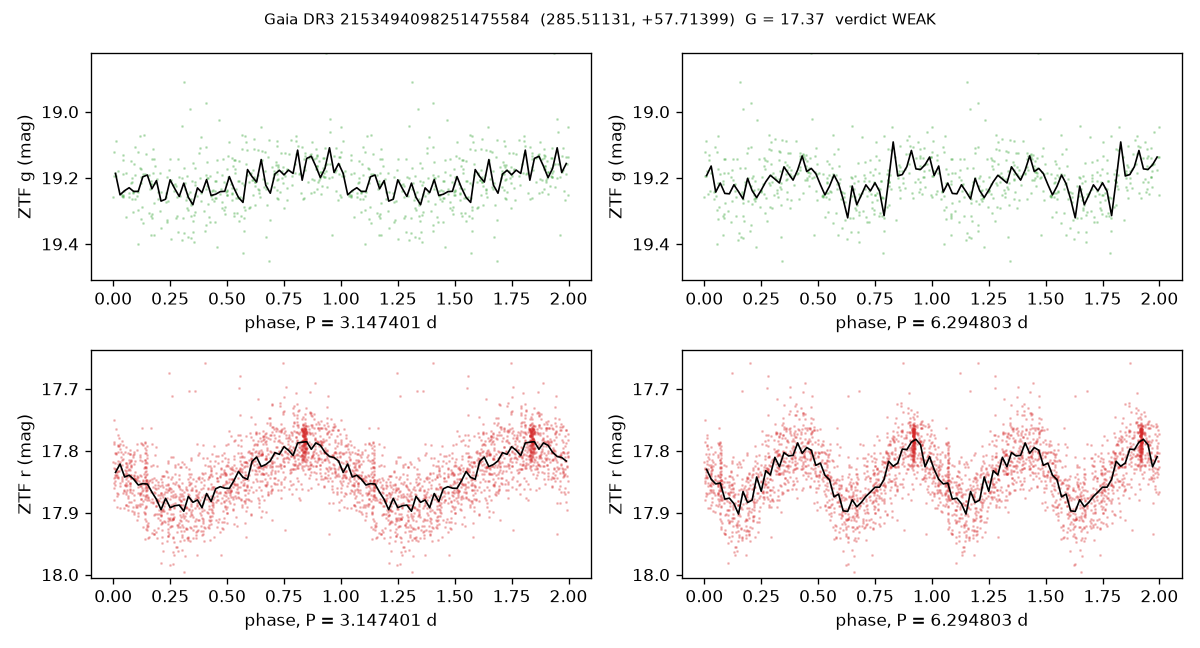 Gaia DR3 2153494098251475584 (285.51131, +57.71399) G = 17.37 verdict WEAK
ZTF g (mag)
19.0
19.2
19.4
0.00 0.25 0.50 0.75 1.00 1.25 1.50 1.75 2.00
phase, P = 3.147401 d
ZTF g (mag)
19.0
19.2
19.4
0.00 0.25 0.50 0.75 1.00 1.25 1.50 1.75 2.00
phase, P = 6.294803 d
ZTF r (mag)
17.7
17.8
17.9
18.0
0.00 0.25 0.50 0.75 1.00 1.25 1.50 1.75 2.00
phase, P = 3.147401 d
ZTF r (mag)
17.7
17.8
17.9
18.0
0.00 0.25 0.50 0.75 1.00 1.25 1.50 1.75 2.00
phase, P = 6.294803 d